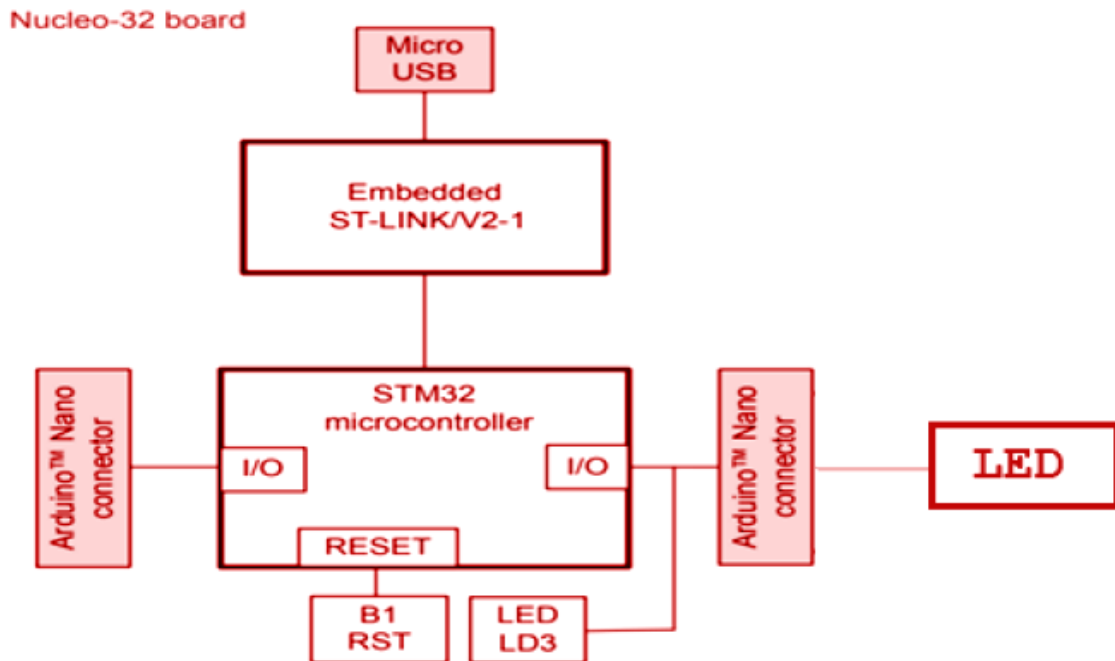 Nucleo-32 board
Micro
USB
Embedded
ST-LINK/V2-1
Arduino™ Nano
connector
STM32
microcontroller
I/O
I/O
RESET
Arduino™ Nano
connector
LED
B1
RST
LED
LD3